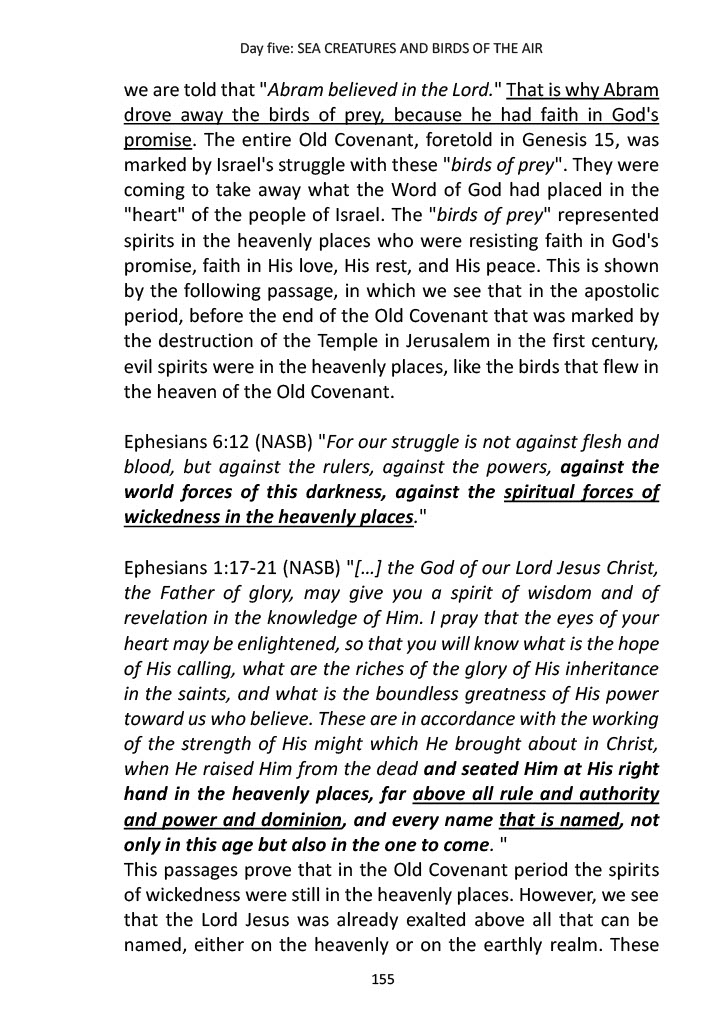 Day five: SEA CREATURES AND BIRDS OF THE AIR
we are told that "Abram believed in the Lord." That is why Abram
drove away the birds of prey, because he had faith in God's
promise. The entire Old Covenant, foretold in Genesis 15, was
marked by Israel's struggle with these "birds of prey". They were
coming to take away what the Word of God had placed in the
"heart" of the people of Israel. The "birds of prey" represented
spirits in the heavenly places who were resisting faith in God's
promise, faith in His love, His rest, and His peace. This is shown
by the following passage, in which we see that in the apostolic
period, before the end of the Old Covenant that was marked by
the destruction of the Temple in Jerusalem in the first century,
evil spirits were in the heavenly places, like the birds that flew in
the heaven of the Old Covenant.
Ephesians 6:12 (NASB) "For our struggle is not against flesh and
blood, but against the rulers, against the powers, against the
world forces of this darkness, against the spiritual forces of
wickedness in the heavenly places."
Ephesians 1:17-21 (NASB) "[…] the God of our Lord Jesus Christ,
the Father of glory, may give you a spirit of wisdom and of
revelation in the knowledge of Him. I pray that the eyes of your
heart may be enlightened, so that you will know what is the hope
of His calling, what are the riches of the glory of His inheritance
in the saints, and what is the boundless greatness of His power
toward us who believe. These are in accordance with the working
of the strength of His might which He brought about in Christ,
when He raised Him from the dead and seated Him at His right
hand in the heavenly places, far above all rule and authority
and power and dominion, and every name that is named, not
only in this age but also in the one to come. "
This passages prove that in the Old Covenant period the spirits
of wickedness were still in the heavenly places. However, we see
that the Lord Jesus was already exalted above all that can be
named, either on the heavenly or on the earthly realm. These
155